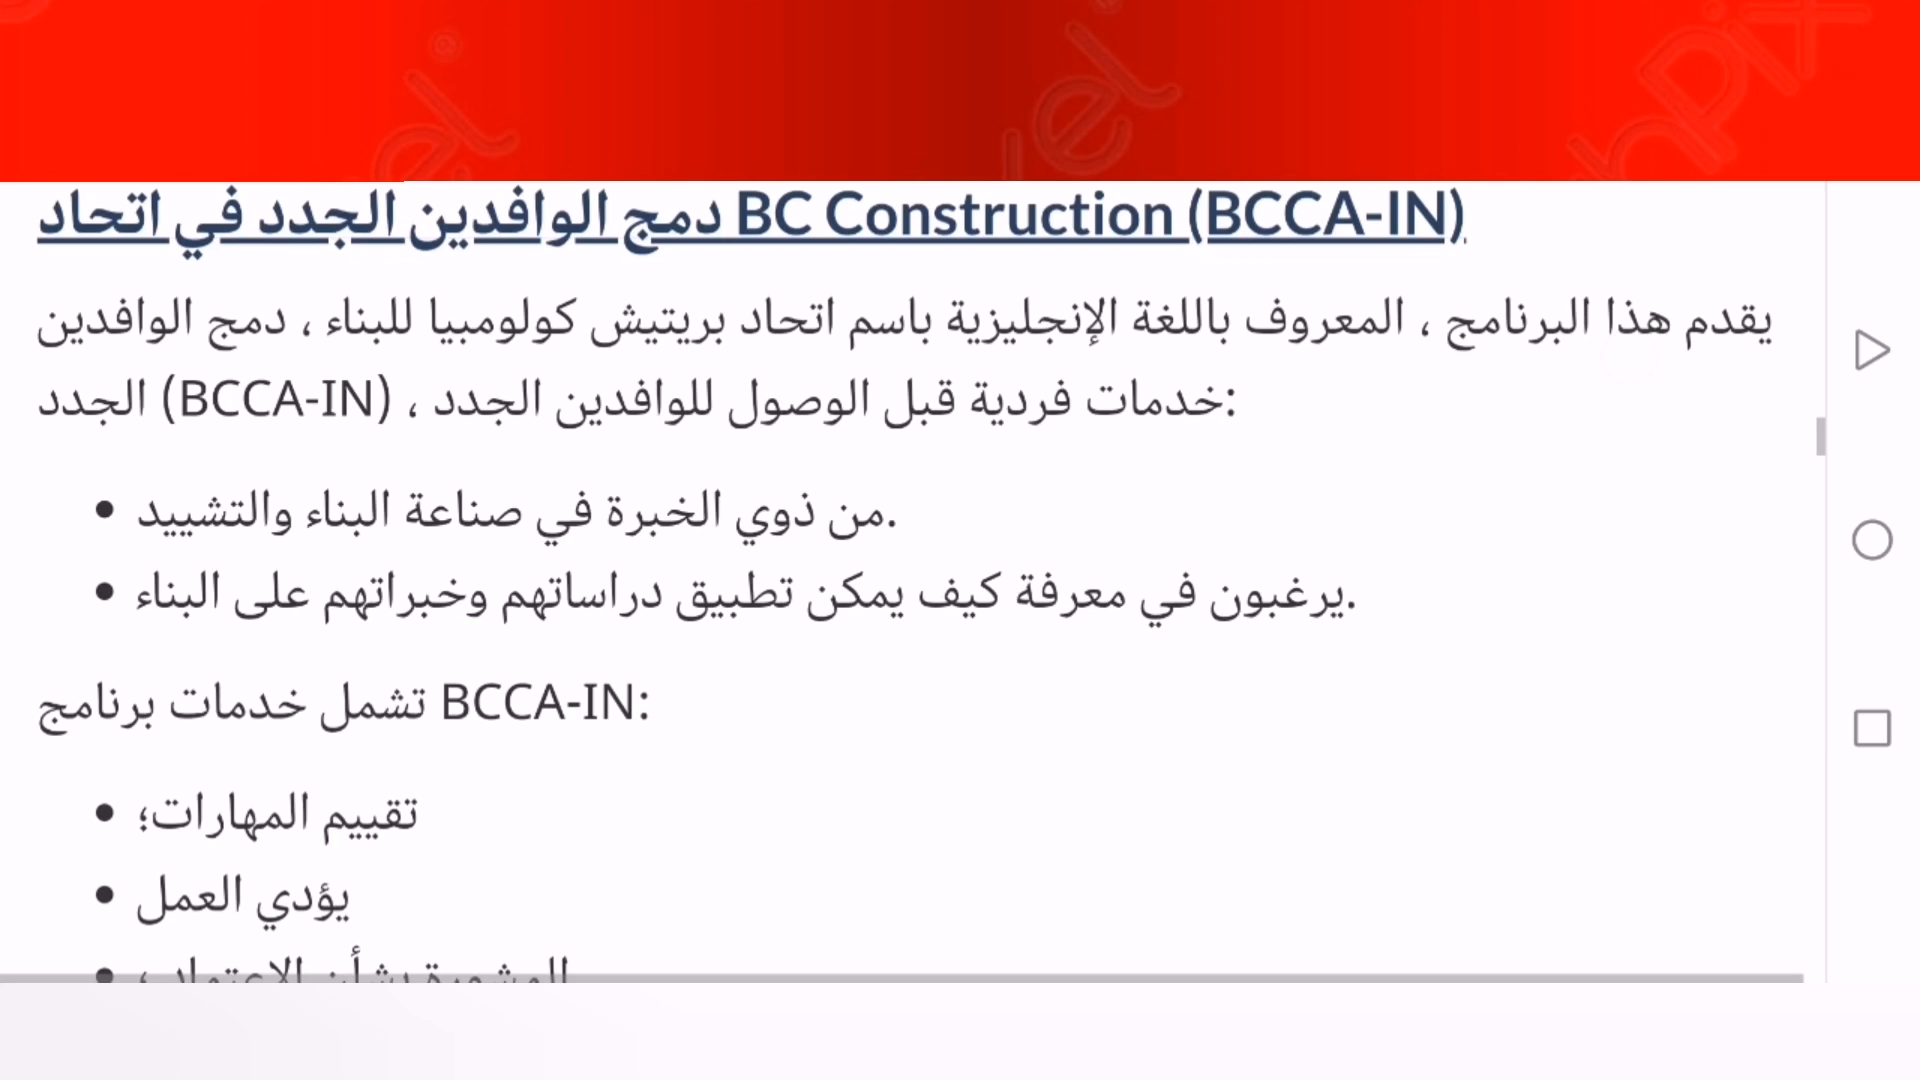 دمج الوافدين الجدد في اتحاد BC Construction (BCCA-IN)
يقدم هذا البرنامج ، المعروف باللغة الإنجليزية باسم اتحاد بريتيش كولومبيا للبناء ، دمج الوافدين
الجدد (BCCA-IN) ، خدمات فردية قبل الوصول للوافدين الجدد:
• من ذوي الخبرة في صناعة البناء والتشييد.
• يرغبون في معرفة كيف يمكن تطبيق دراساتهم وخبراتهم على البناء.
تشمل خدمات برنامج BCCA-IN:
• تقييم المهارات؛
• يؤدي العمل
• المشورة بشأن الاعتماد ؛